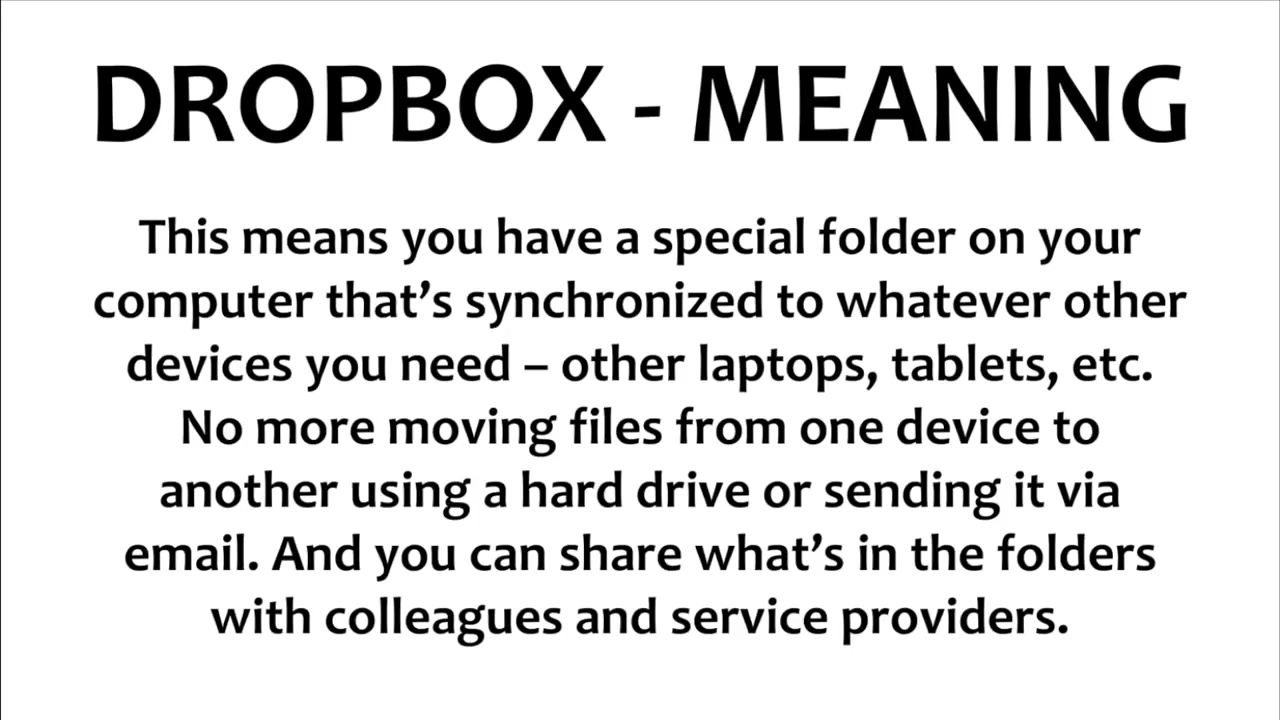 DROPBOX - MEANING
This means you have a special folder on your
computer that’s synchronized to whatever other
devices you need – other laptops, tablets, etc.
No more moving files from one device to
another using a hard drive or sending it via
email. And you can share what’s in the folders
with colleagues and service providers.